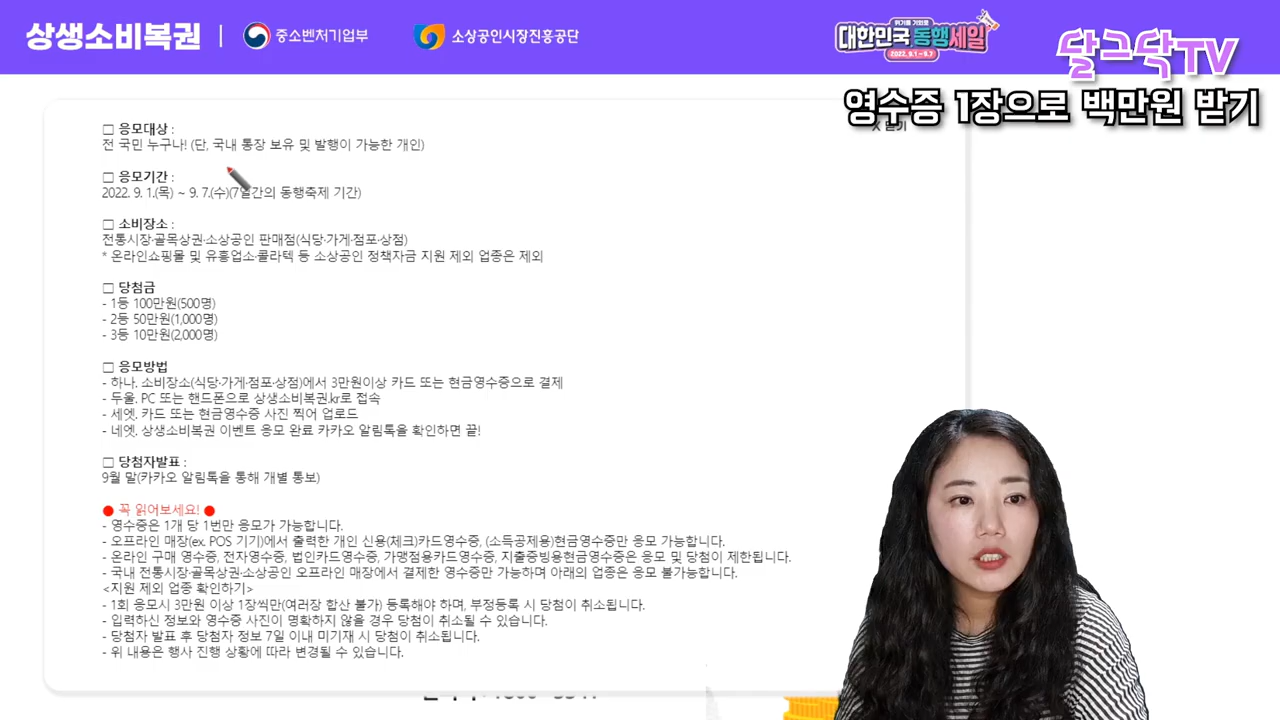 상생소비복권
중소벤처기업부
소상공인시장진흥공단
위기를 기회로
대한민국 동행세일
2022.9.1~9.7
달그닥TV
영수증 1장으로 백만원 받기
X 닫기
□ 응모대상 :
전 국민 누구나! (단, 국내 통장 보유 및 발행이 가능한 개인)
□ 응모기간 :
2022. 9. 1.(목) ~ 9. 7.(수)(7일간의 동행축제 기간)
□ 소비장소 :
전통시장·골목상권·소상공인 판매점(식당·가게·점포·상점)
* 온라인쇼핑몰 및 유흥업소·콜라텍 등 소상공인 정책자금 지원 제외 업종은 제외
□ 당첨금
- 1등 100만원(500명)
- 2등 50만원(1,000명)
- 3등 10만원(2,000명)
□ 응모방법
- 하나, 소비장소(식당·가게·점포·상점)에서 3만원이상 카드 또는 현금영수증으로 결제
- 두울, PC 또는 핸드폰으로 상생소비복권.kr로 접속
- 세엣, 카드 또는 현금영수증 사진 찍어 업로드
- 네엣, 상생소비복권 이벤트 응모 완료 카카오 알림톡을 확인하면 끝!
□ 당첨자발표 :
9월 말(카카오 알림톡을 통해 개별 통보)
● 꼭 읽어보세요! ●
- 영수증은 1개 당 1번만 응모가 가능합니다.
- 오프라인 매장(ex. POS 기기)에서 출력한 개인 신용(체크)카드영수증, (소득공제용)현금영수증만 응모 가능합니다.
- 온라인 구매 영수증, 전자영수증, 법인카드영수증, 가맹점용카드영수증, 지출증빙용현금영수증은 응모 및 당첨이 제한됩니다.
- 국내 전통시장·골목상권·소상공인 오프라인 매장에서 결제한 영수증만 가능하며 아래의 업종은 응모 불가능합니다.
<지원 제외 업종 확인하기>
- 1회 응모시 3만원 이상 1장씩만(여러장 합산 불가) 등록해야 하며, 부정등록 시 당첨이 취소됩니다.
- 입력하신 정보와 영수증 사진이 명확하지 않을 경우 당첨이 취소될 수 있습니다.
- 당첨자 발표 후 당첨자 정보 7일 이내 미기재 시 당첨이 취소됩니다.
- 위 내용은 행사 진행 상황에 따라 변경될 수 있습니다.